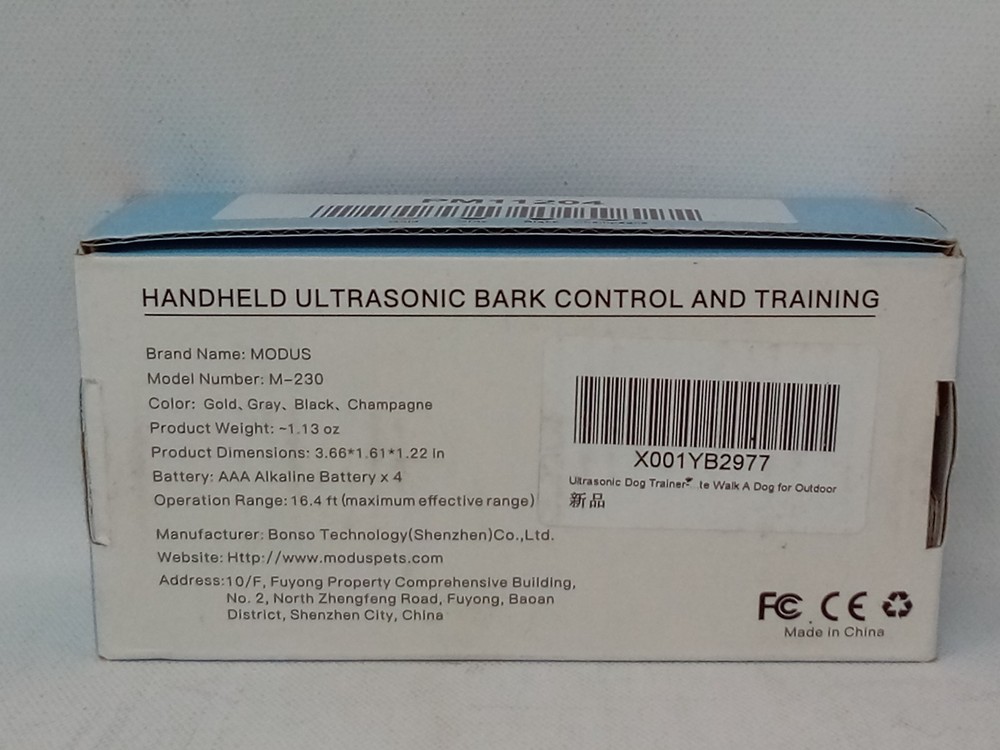 PM11204
HANDHELD ULTRASONIC BARK CONTROL AND TRAINING
Brand Name: MODUS
Model Number: M-230
Color: Gold、Gray、Black、Champagne
Product Weight: ~1.13 oz
Product Dimensions: 3.66*1.61*1.22 In
Battery: AAA Alkaline Battery x 4
Operation Range: 16.4 ft (maximum effective range)
X001YB2977
Ultrasonic Dog Trainer te Walk A Dog for Outdoor
新品
Manufacturer: Bonso Technology(Shenzhen)Co.,Ltd.
Website: Http://www.moduspets.com
Address:10/F, Fuyong Property Comprehensive Building,
No. 2, North Zhengfeng Road, Fuyong, Baoan
District, Shenzhen City, China
FC CE
Made in China